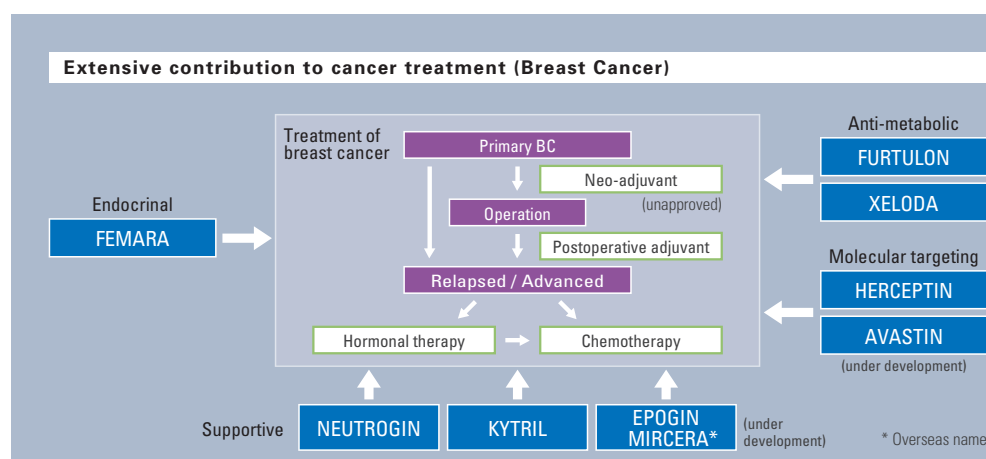 Extensive contribution to cancer treatment (Breast Cancer)
Treatment of
breast cancer
Primary BC
Neo-adjuvant
(unapproved)
Operation
Postoperative adjuvant
Relapsed / Advanced
Hormonal therapy
Chemotherapy
Endocrinal
FEMARA
Anti-metabolic
FURTULON
XELODA
Molecular targeting
HERCEPTIN
AVASTIN
(under development)
Supportive
NEUTROGIN
KYTRIL
EPOGIN
MIRCERA*
(under
development)
* Overseas name